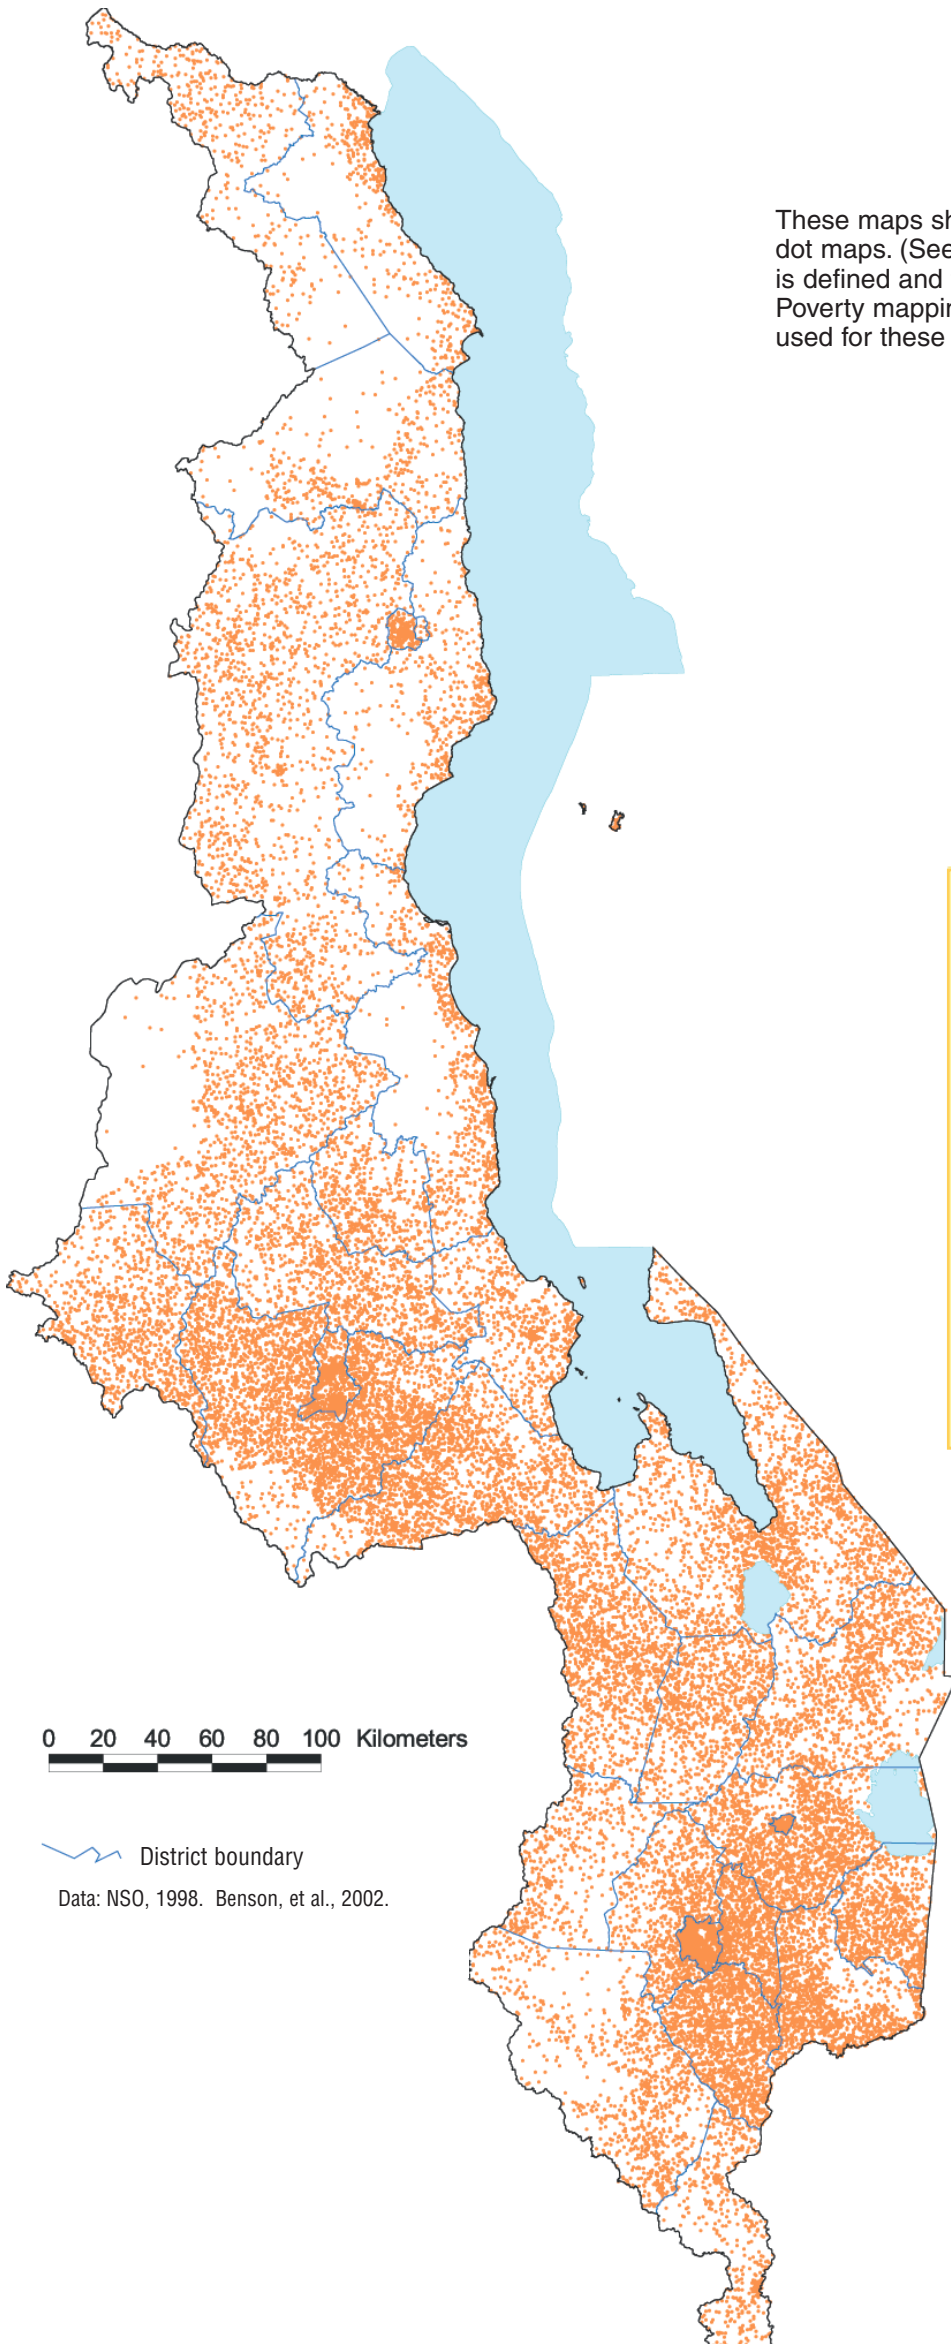 These maps sh
dot maps. (See
is defined and
Poverty mappin
used for these
0 20 40 60 80 100 Kilometers
District boundary
Data: NSO, 1998. Benson, et al., 2002.